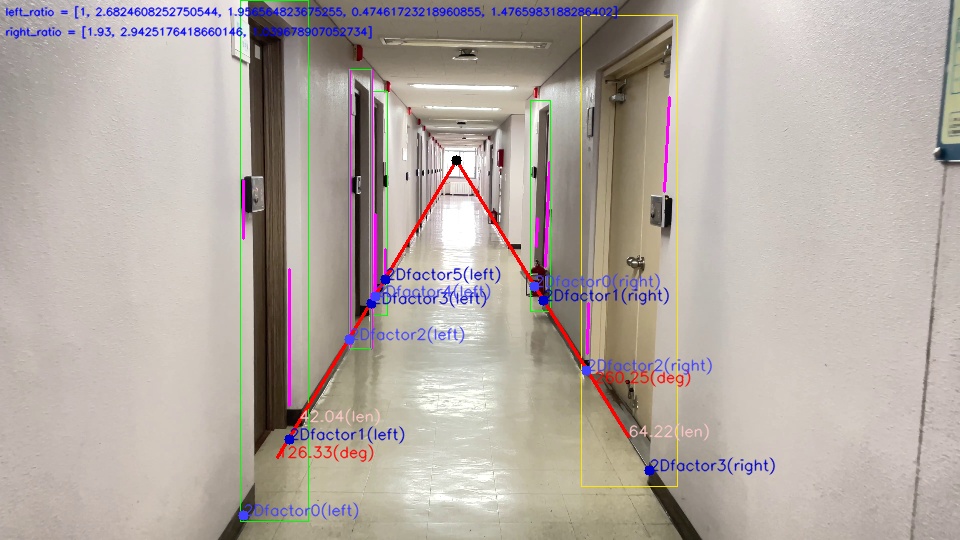 left_ratio = [1, 2.6824608252750544, 1.956564823675255, 0.47461723218960855, 1.4765983188286402]
right_ratio = [1.93, 2.9425176418660146, 
2Dfactor5(left)
2Dfactor0(right)
2Dfactor4(left)
2Dfactor3(left)
2Dfactor1(right)
2Dfactor2(left)
2Dfactor2(right)
60.25(deg)
42.04(len)
2Dfactor1(left)
64.22(len)
126.33(deg)
2Dfactor3(right)
2Dfactor0(left)